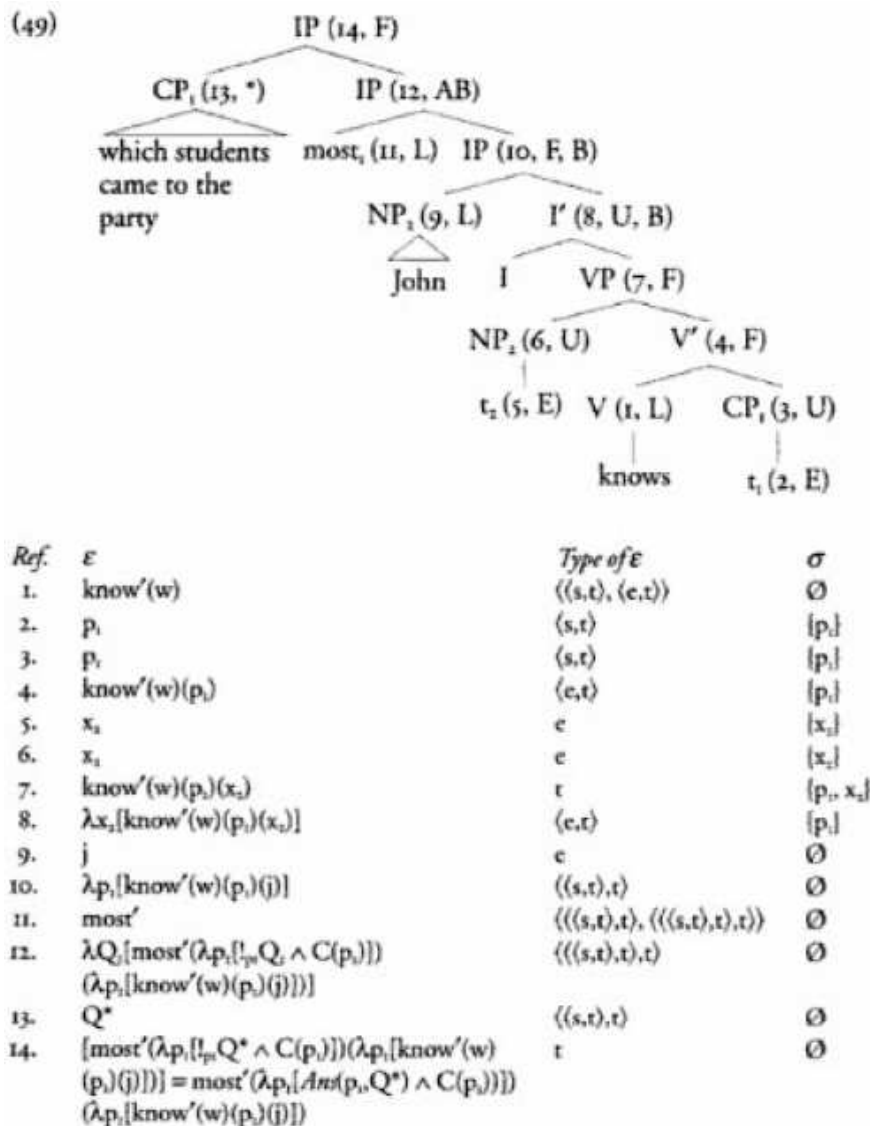 (49) IP (14, F)
CP₁ (13, *) IP (12, AB)
which students most₁ (11, L) IP (10, F, B)
came to the
party NP₂ (9, L) I′ (8, U, B)
John I VP (7, F)
NP₂ (6, U) V′ (4, F)
t₂ (5, E) V (1, L) CP₁ (3, U)
knows t₁ (2, E)
Ref. ε Type of ε σ
1. know′(w) ⟨⟨s,t⟩, ⟨e,t⟩⟩ Ø
2. p₁ ⟨s,t⟩ {p₁}
3. p₁ ⟨s,t⟩ {p₁}
4. know′(w)(p₁) ⟨e,t⟩ {p₁}
5. x₂ e {x₂}
6. x₂ e {x₂}
7. know′(w)(p₁)(x₂) t {p₁, x₂}
8. λx₂[know′(w)(p₁)(x₂)] ⟨e,t⟩ {p₁}
9. j e Ø
10. λp₁[know′(w)(p₁)(j)] ⟨⟨s,t⟩,t⟩ Ø
11. most′ ⟨⟨⟨s,t⟩,t⟩, ⟨⟨⟨s,t⟩,t⟩,t⟩⟩ Ø
12. [most′(λp₁[ ∧ C(p₁)]) ⟨⟨⟨s,t⟩,t⟩,t⟩ Ø
(λp₁[know′(w)(p₁)(j)])]
13. Q* ⟨⟨s,t⟩,t⟩ Ø
14. [most′(λp₁[ Q* ∧ C(p₁)])(λp₁[know′(w) t Ø
(p₁)(j)])] = most′(λp₁[Ans(p₁,Q*) ∧ C(p₁))])
(λp₁[know′(w)(p₁)(j)])